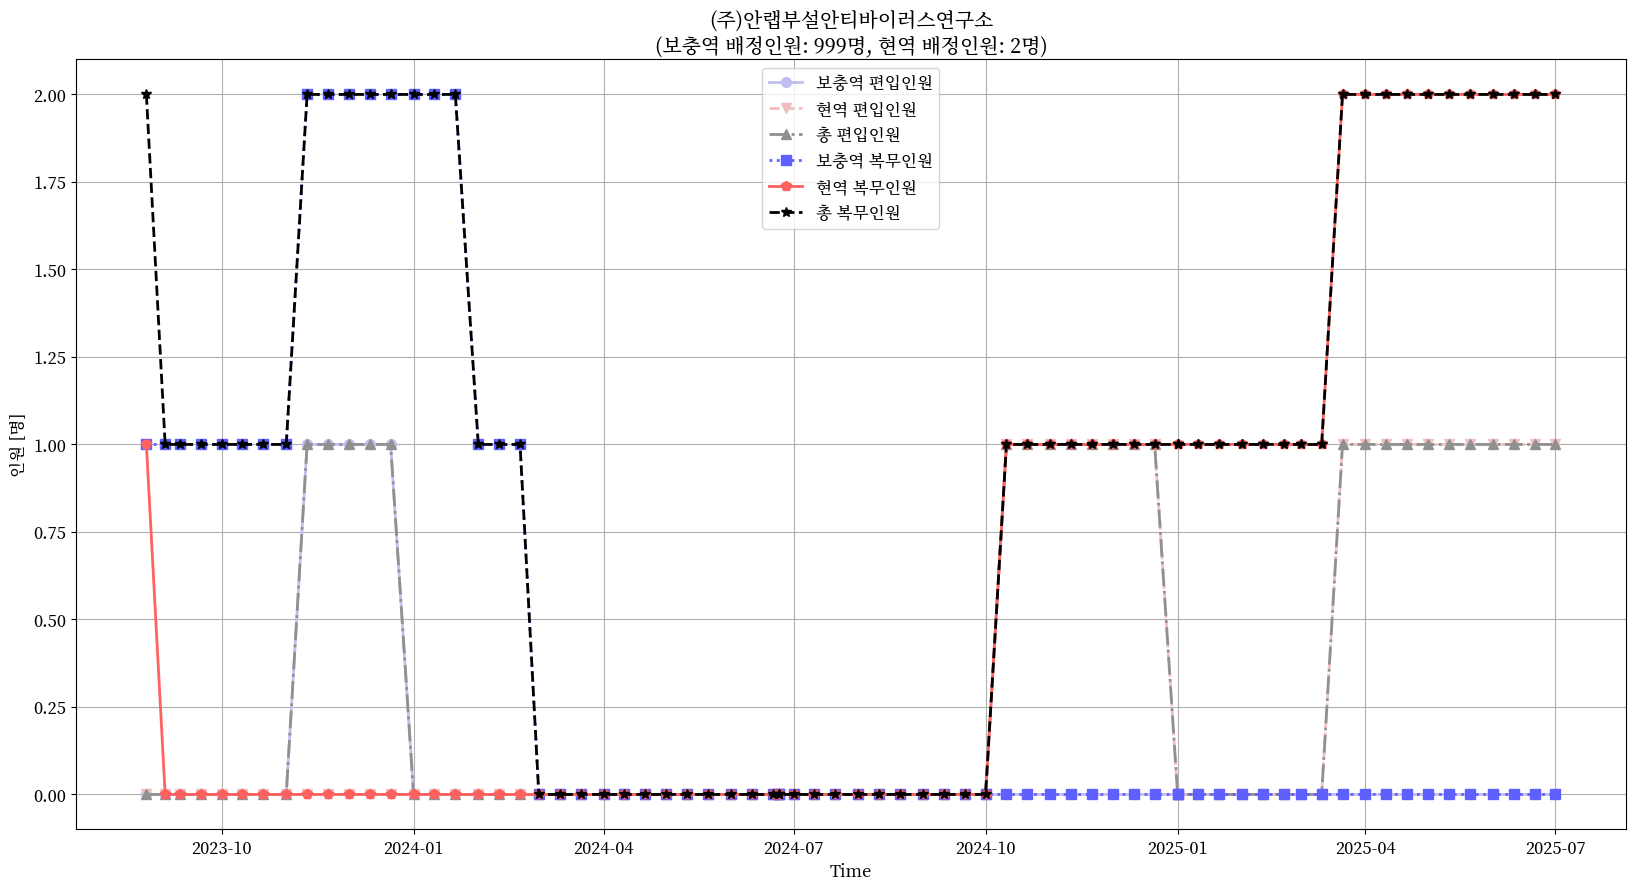 (주)안랩부설안티바이러스연구소
(보충역 배정인원: 999명, 현역 배정인원: 2명)
보충역 편입인원
현역 편입인원
총 편입인원
보충역 복무인원
현역 복무인원
총 복무인원
인원 [명]
2.00
1.75
1.50
1.25
1.00
0.75
0.50
0.25
0.00
2023-10 2024-01 2024-04 2024-07 2024-10 2025-01 2025-04 2025-07
Time